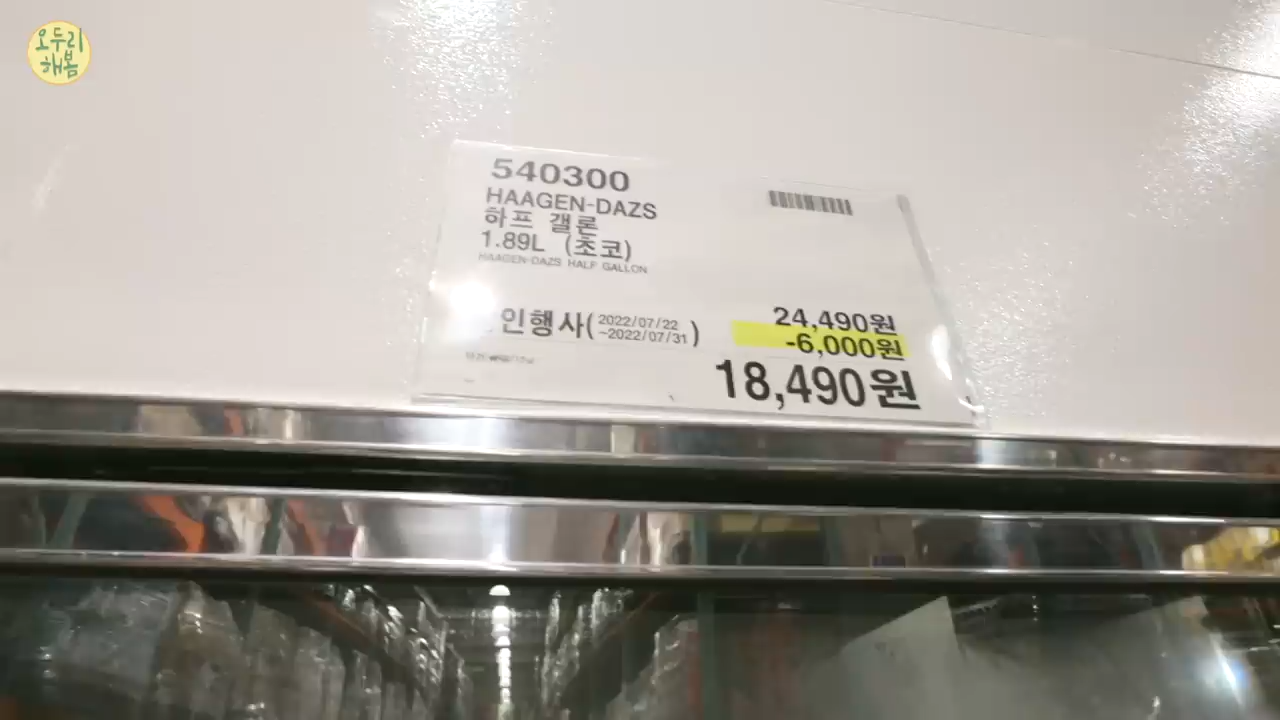 오두리
해봄
540300
HAAGEN-DAZS
하프 갤론
1.89L (초코)
HAAGEN-DAZS HALF GALLON
24,490원
인행사(2022/07/22
~2022/07/31)
-6,000원
18,490원